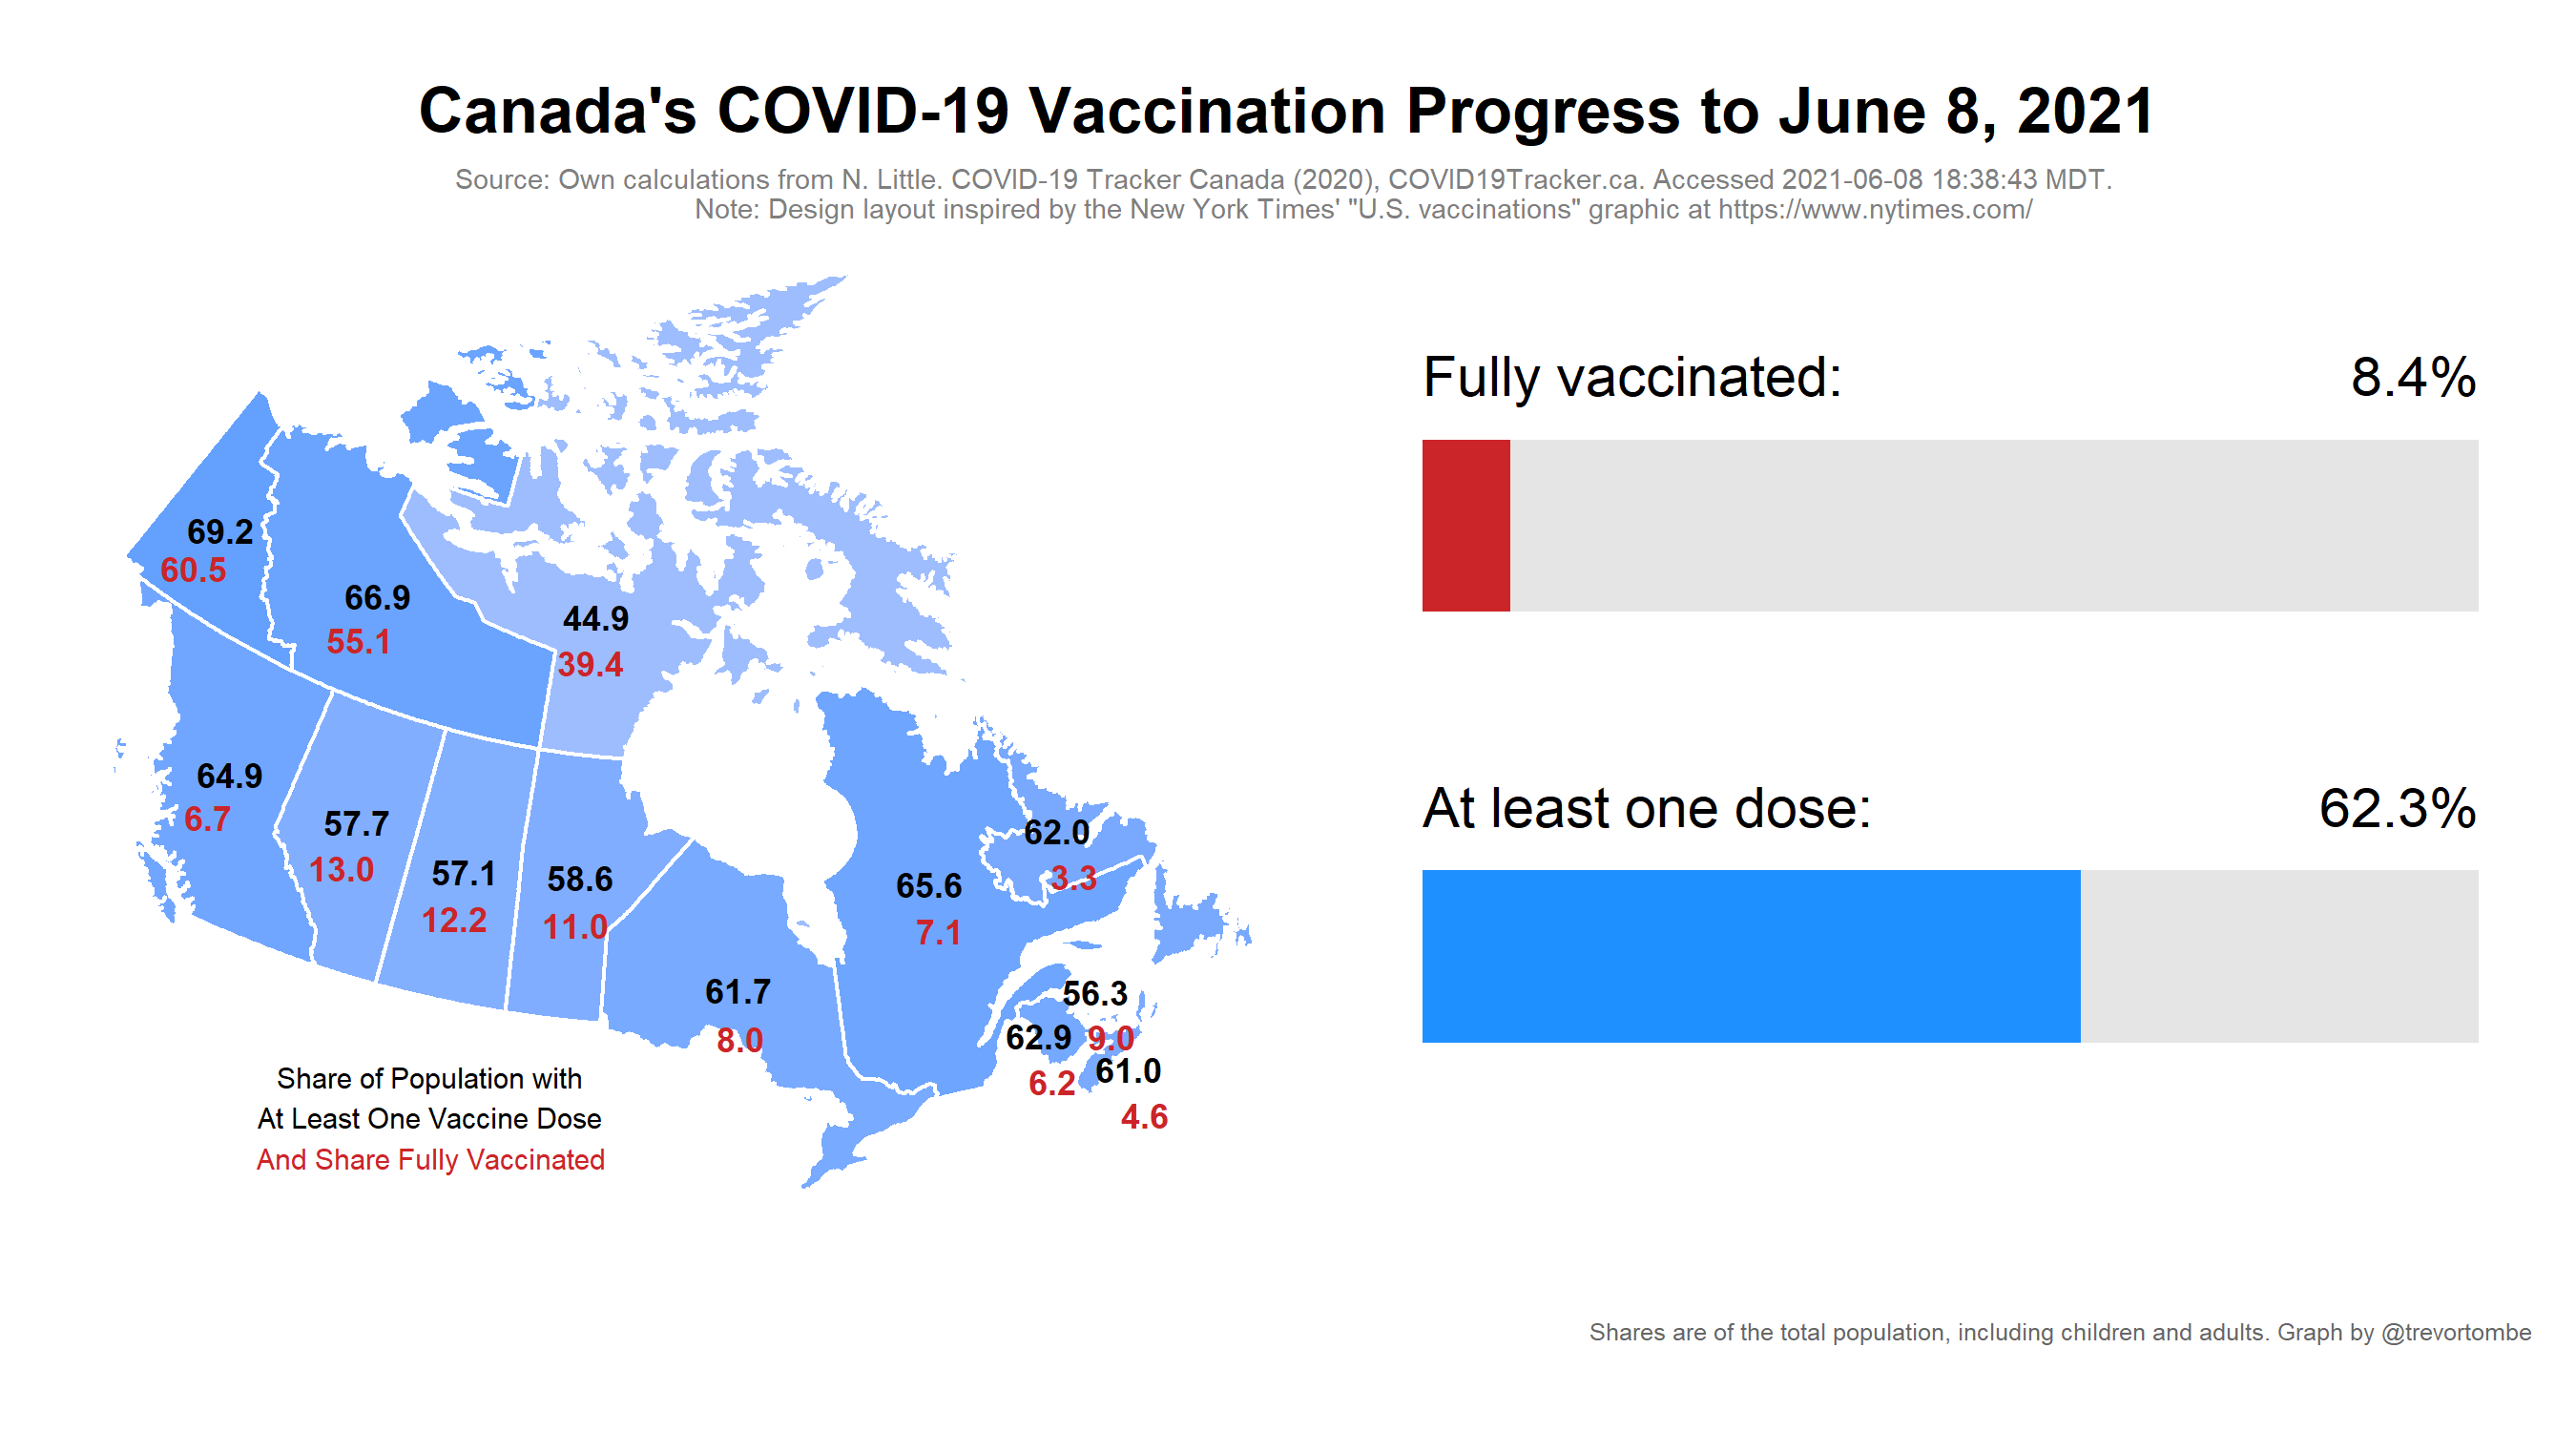 Canada's COVID-19 Vaccination Progress to June 8, 2021
Source: Own calculations from N. Little. COVID-19 Tracker Canada (2020), COVID19Tracker.ca. Accessed 2021-06-08 18:38:43 MDT.
Note: Design layout inspired by the New York Times' "U.S. vaccinations" graphic at https://www.nytimes.com/
69.2
60.5
66.9
55.1
44.9
39.4
64.9
6.7
57.7
13.0
57.1
12.2
58.6
11.0
61.7
8.0
65.6
7.1
62.0
3.3
56.3
9.0
62.9
6.2
61.0
4.6
Share of Population with
At Least One Vaccine Dose
And Share Fully Vaccinated
Fully vaccinated: 8.4%
At least one dose: 62.3%
Shares are of the total population, including children and adults. Graph by @trevortombe